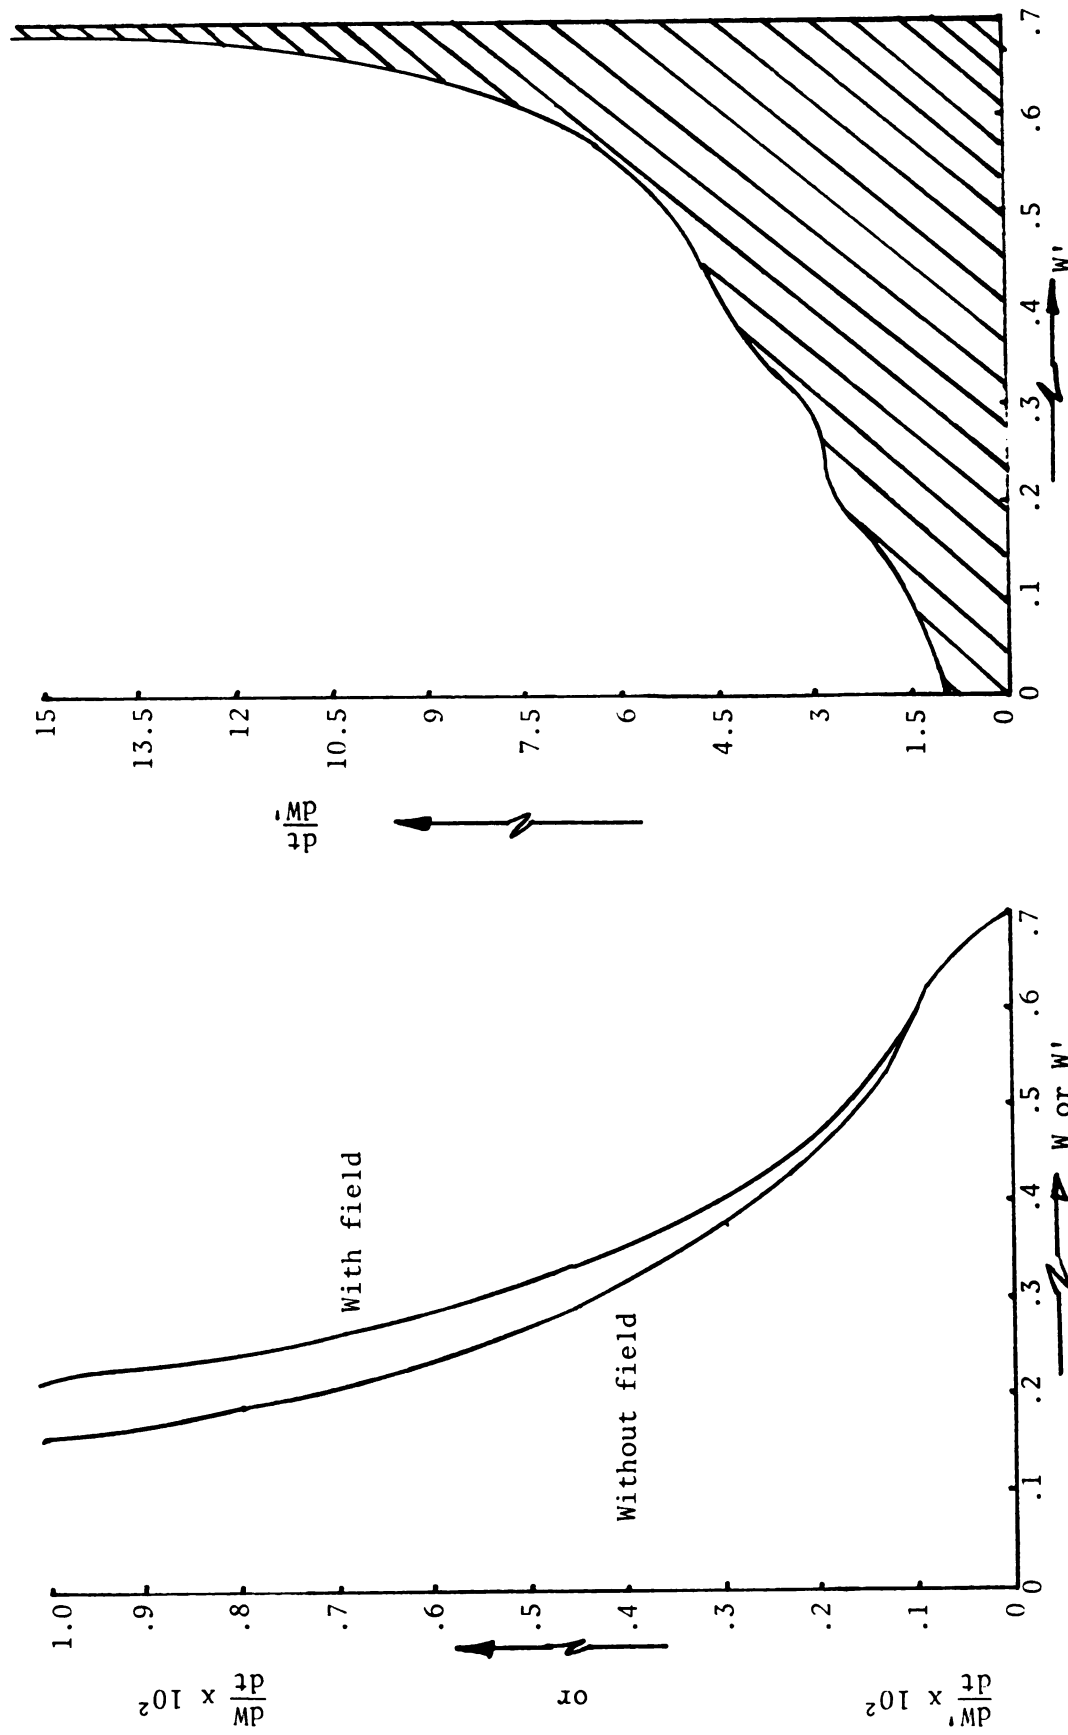 dW/dt x 10²
or
dW'/dt x 10²
1.0
.9
.8
.7
.6
.5
.4
.3
.2
.1
0
With field
Without field
0 .1 .2 .3 .4 .5 .6 .7
W or W'
dt/dW'
15
13.5
12
10.5
9
7.5
6
4.5
3
1.5
0
0 .1 .2 .3 .4 .5 .6 .7
W'